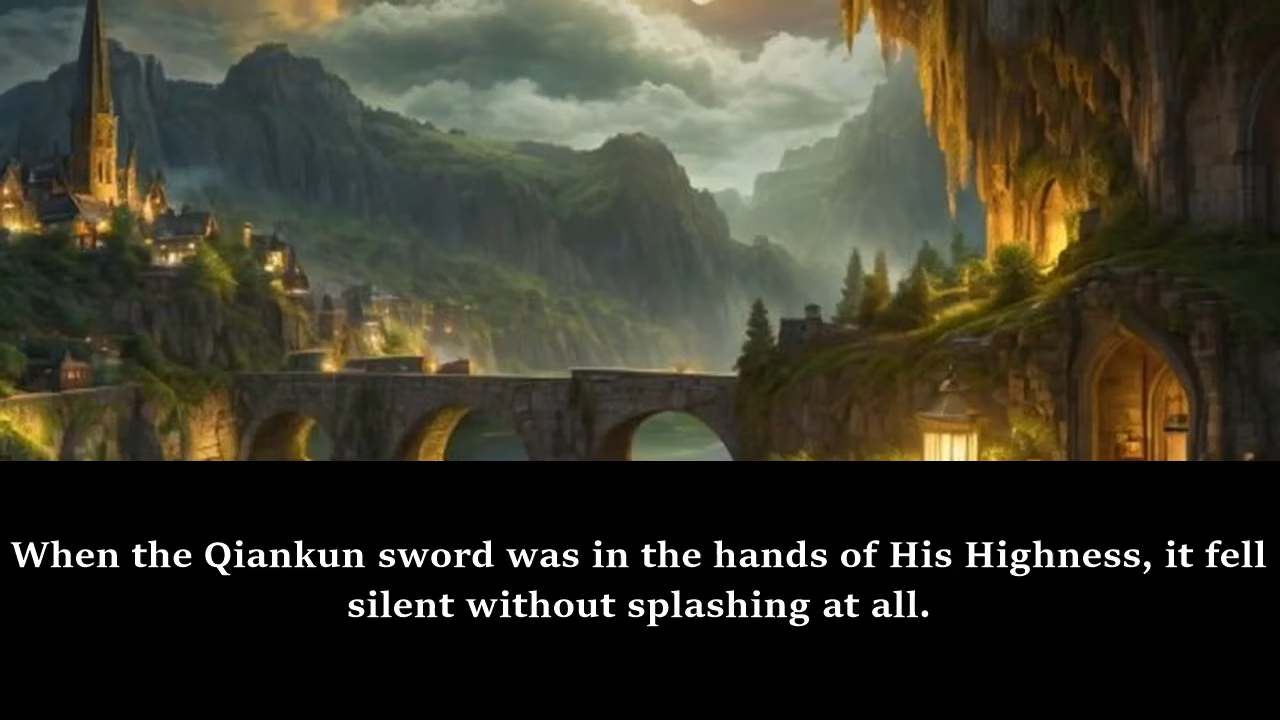 When the Qiankun sword was in the hands of His Highness, it fell
silent without splashing at all.